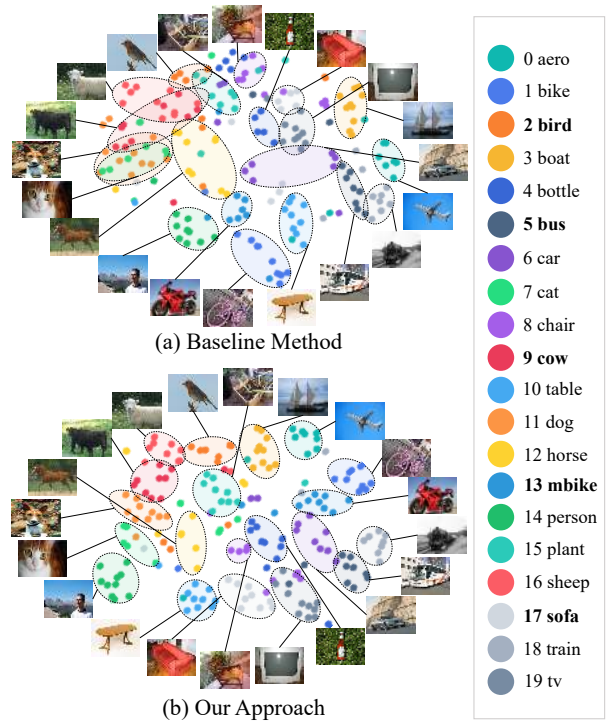 (a) Baseline Method
(b) Our Approach
0 aero
1 bike
2 bird
3 boat
4 bottle
5 bus
6 car
7 cat
8 chair
9 cow
10 table
11 dog
12 horse
13 mbike
14 person
15 plant
16 sheep
17 sofa
18 train
19 tv